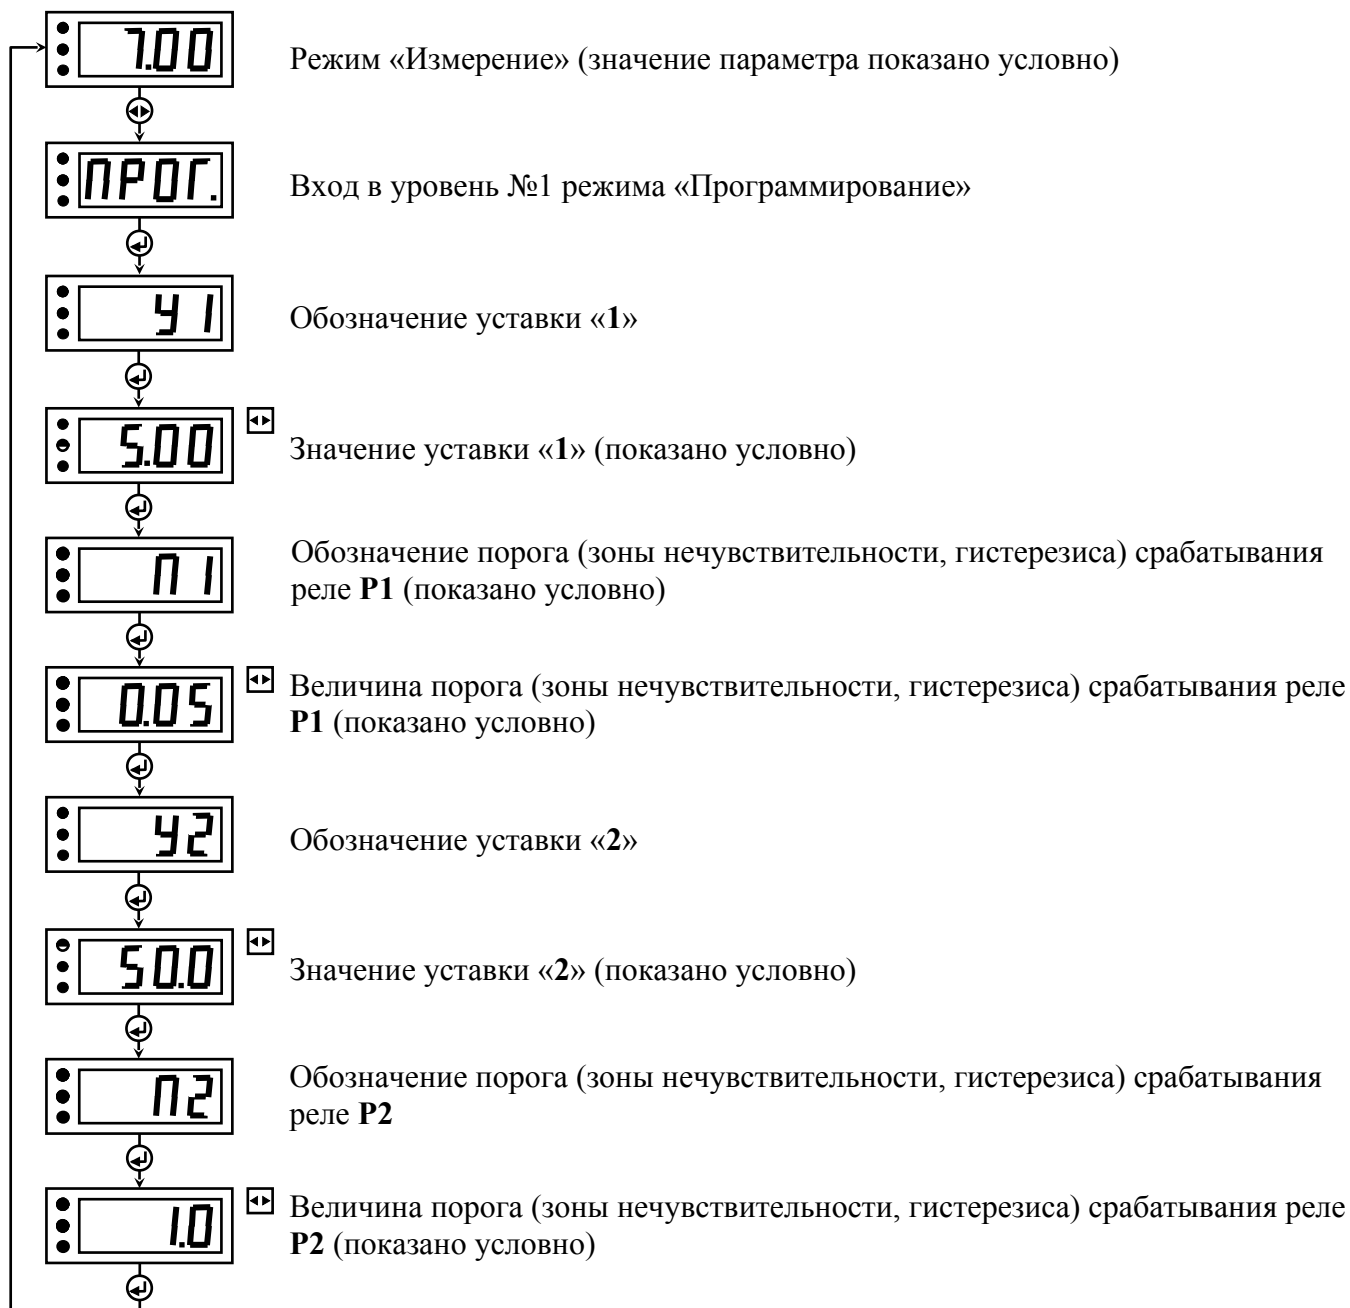 7.00
Режим «Измерение» (значение параметра показано условно)
ПРОГ.
Вход в уровень №1 режима «Программирование»
У1
Обозначение уставки «1»
5.00
Значение уставки «1» (показано условно)
П1
Обозначение порога (зоны нечувствительности, гистерезиса) срабатывания
реле Р1 (показано условно)
0.05
Величина порога (зоны нечувствительности, гистерезиса) срабатывания реле
Р1 (показано условно)
У2
Обозначение уставки «2»
50.0
Значение уставки «2» (показано условно)
П2
Обозначение порога (зоны нечувствительности, гистерезиса) срабатывания
реле Р2
1.0
Величина порога (зоны нечувствительности, гистерезиса) срабатывания реле
Р2 (показано условно)